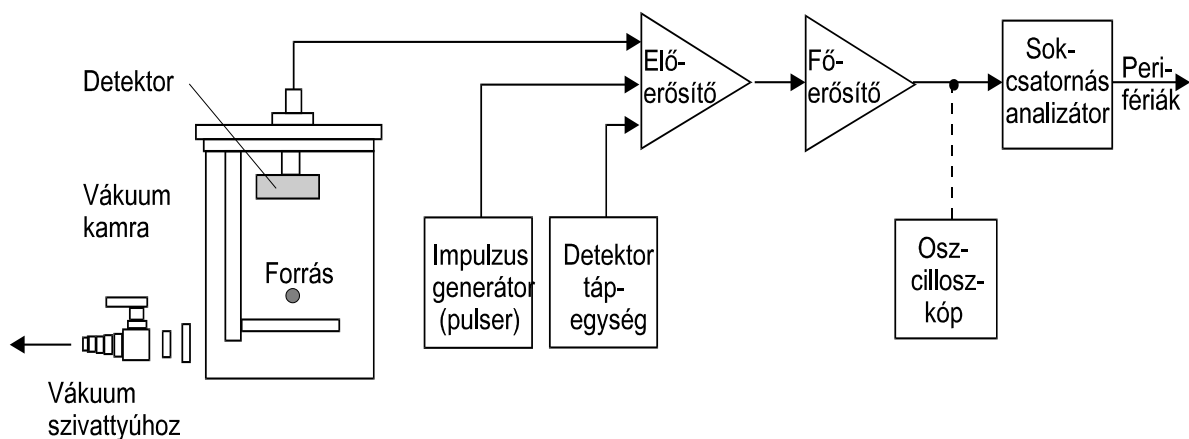 Detektor
Vákuum
kamra
Forrás
Vákuum
szivattyúhoz
Impulzus
generátor
(pulser)
Detektor
táp-
egység
Elő-
erősítő
Fő-
erősítő
Sok-
csatornás
analizátor
Peri-
fériák
Osz-
cillosz-
kóp